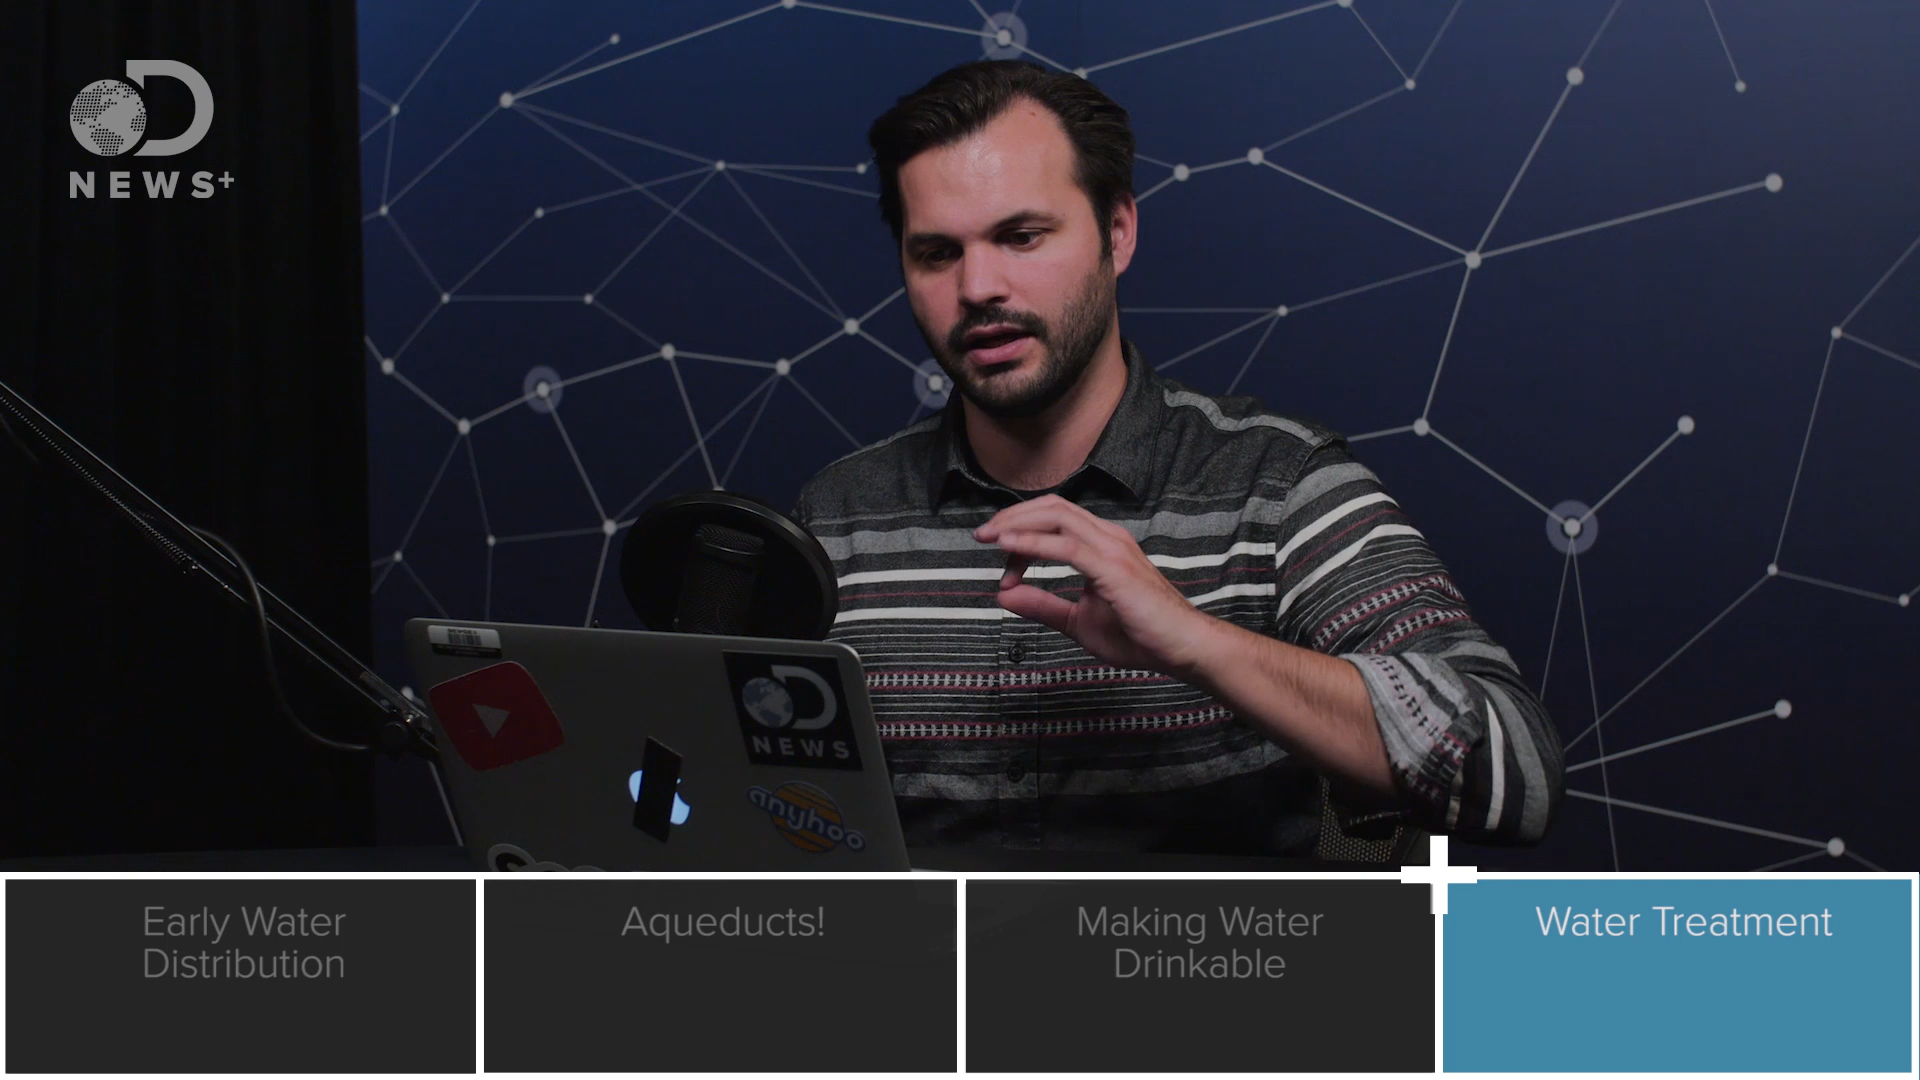 NEWS+
NEWS
anyhoo
Early Water
Distribution
Aqueducts!
Making Water
Drinkable
Water Treatment